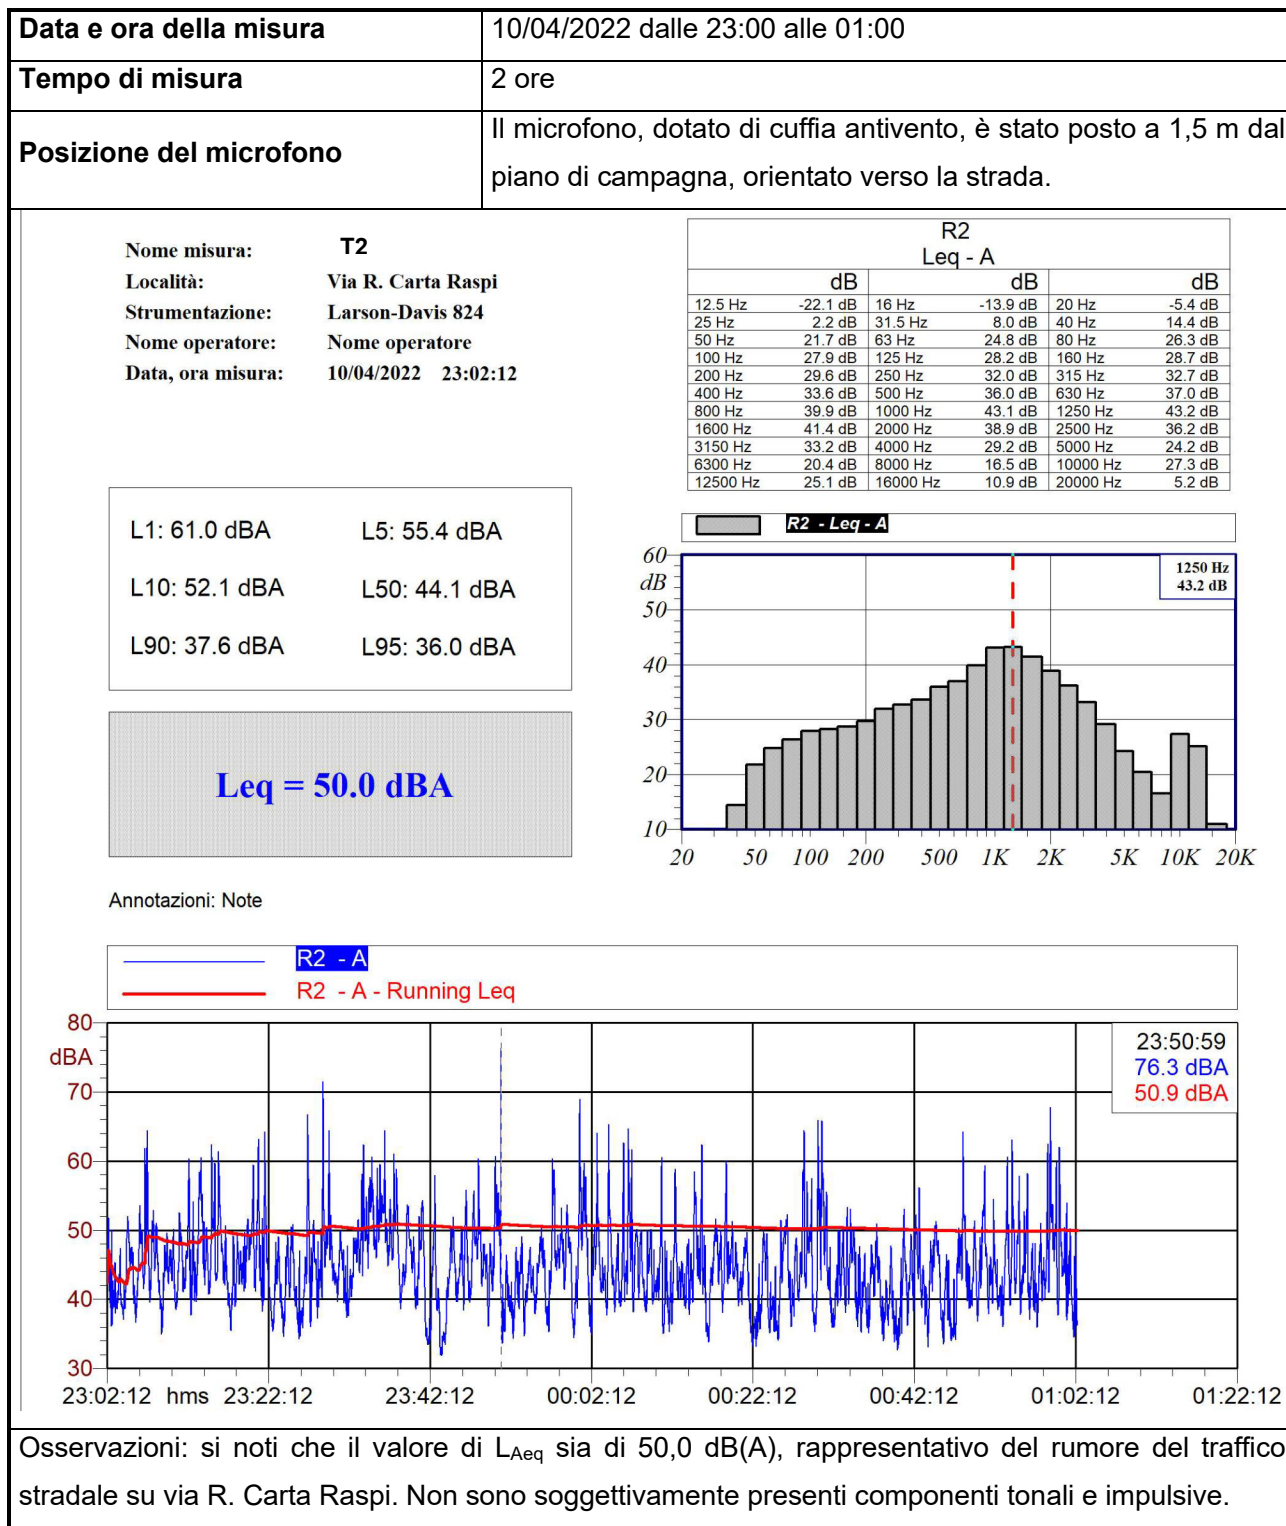 Data e ora della misura 10/04/2022 dalle 23:00 alle 01:00
Tempo di misura 2 ore
Posizione del microfono Il microfono, dotato di cuffia antivento, è stato posto a 1,5 m dal
piano di campagna, orientato verso la strada.
Nome misura: T2
Località: Via R. Carta Raspi
Strumentazione: Larson-Davis 824
Nome operatore: Nome operatore
Data, ora misura: 10/04/2022 23:02:12
R2
Leq - A
dB dB dB
12.5 Hz -22.1 dB 16 Hz -13.9 dB 20 Hz -5.4 dB
25 Hz 2.2 dB 31.5 Hz 8.0 dB 40 Hz 14.4 dB
50 Hz 21.7 dB 63 Hz 24.8 dB 80 Hz 26.3 dB
100 Hz 27.9 dB 125 Hz 28.2 dB 160 Hz 28.7 dB
200 Hz 29.6 dB 250 Hz 32.0 dB 315 Hz 32.7 dB
400 Hz 33.6 dB 500 Hz 36.0 dB 630 Hz 37.0 dB
800 Hz 39.9 dB 1000 Hz 43.1 dB 1250 Hz 43.2 dB
1600 Hz 41.4 dB 2000 Hz 38.9 dB 2500 Hz 36.2 dB
3150 Hz 33.2 dB 4000 Hz 29.2 dB 5000 Hz 24.2 dB
6300 Hz 20.4 dB 8000 Hz 16.5 dB 10000 Hz 27.3 dB
12500 Hz 25.1 dB 16000 Hz 10.9 dB 20000 Hz 5.2 dB
L1: 61.0 dBA L5: 55.4 dBA
L10: 52.1 dBA L50: 44.1 dBA
L90: 37.6 dBA L95: 36.0 dBA
Leq = 50.0 dBA
R2 - Leq - A
60
dB
50
40
30
20
10
1250 Hz
43.2 dB
20 50 100 200 500 1K 2K 5K 10K 20K
Annotazioni: Note
R2 - A
R2 - A - Running Leq
80
dBA
70
60
50
40
30
23:50:59
76.3 dBA
50.9 dBA
23:02:12 hms 23:22:12 23:42:12 00:02:12 00:22:12 00:42:12 01:02:12 01:22:12
Osservazioni: si noti che il valore di LAeq sia di 50,0 dB(A), rappresentativo del rumore del traffico
stradale su via R. Carta Raspi. Non sono soggettivamente presenti componenti tonali e impulsive.